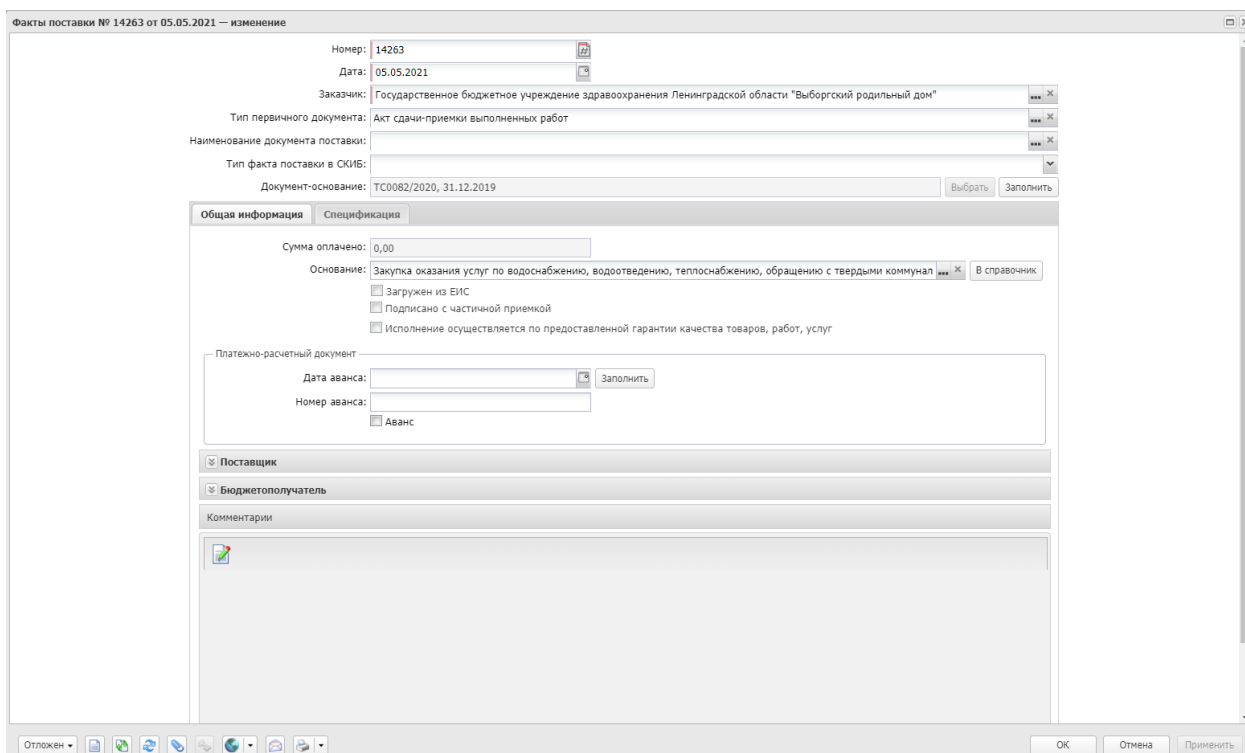 Факты поставки № 14263 от 05.05.2021 — изменение
Номер: 14263
Дата: 05.05.2021
Заказчик: Государственное бюджетное учреждение здравоохранения Ленинградской области "Выборгский родильный дом"
Тип первичного документа: Акт сдачи-приемки выполненных работ
Наименование документа поставки:
Тип факта поставки в СКИБ:
Документ-основание: ТС0082/2020, 31.12.2019 Выбрать Заполнить
Общая информация Спецификация
Сумма оплачено: 0,00
Основание: Закупка оказания услуг по водоснабжению, водоотведению, теплоснабжению, обращению с твердыми коммунал В справочник
Загружен из ЕИС
Подписано с частичной приемкой
Исполнение осуществляется по предоставленной гарантии качества товаров, работ, услуг
Платежно-расчетный документ
Дата аванса: Заполнить
Номер аванса:
Аванс
Поставщик
Бюджетополучатель
Комментарии
Отложен OK Отмена Применить